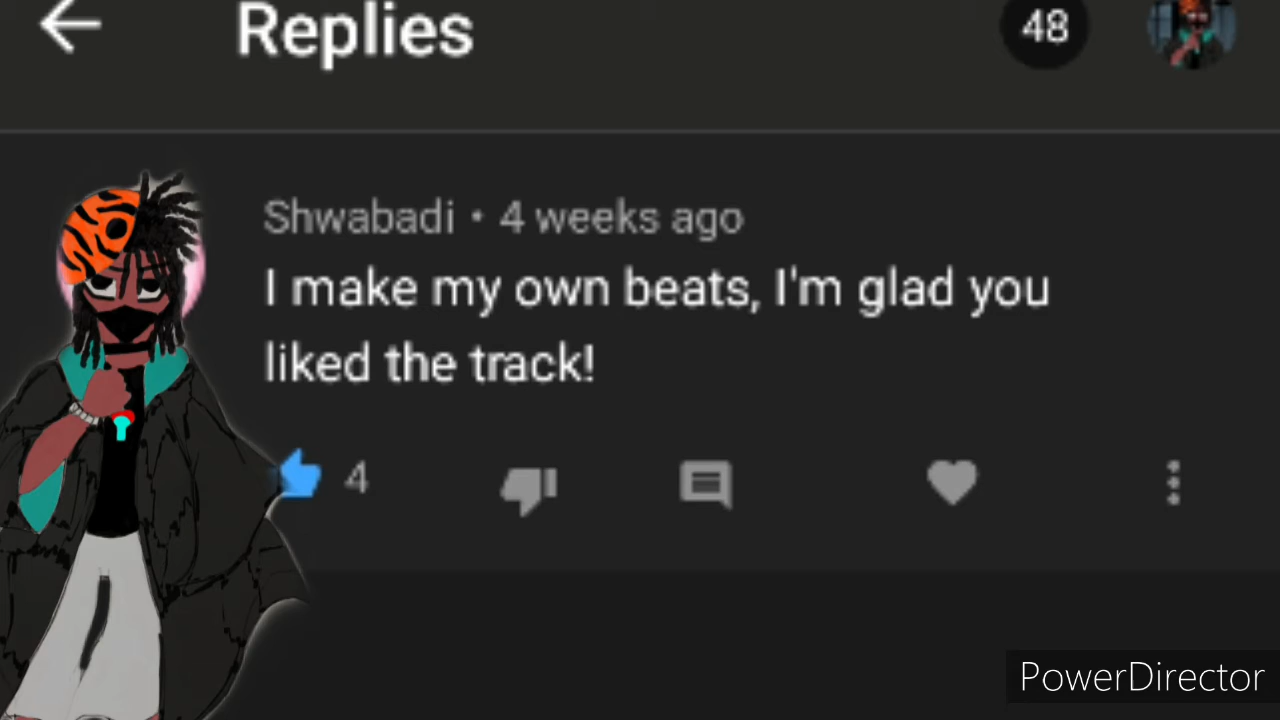 Replies
48
Shwabadi • 4 weeks ago
I make my own beats, I'm glad you
liked the track!
4
PowerDirector